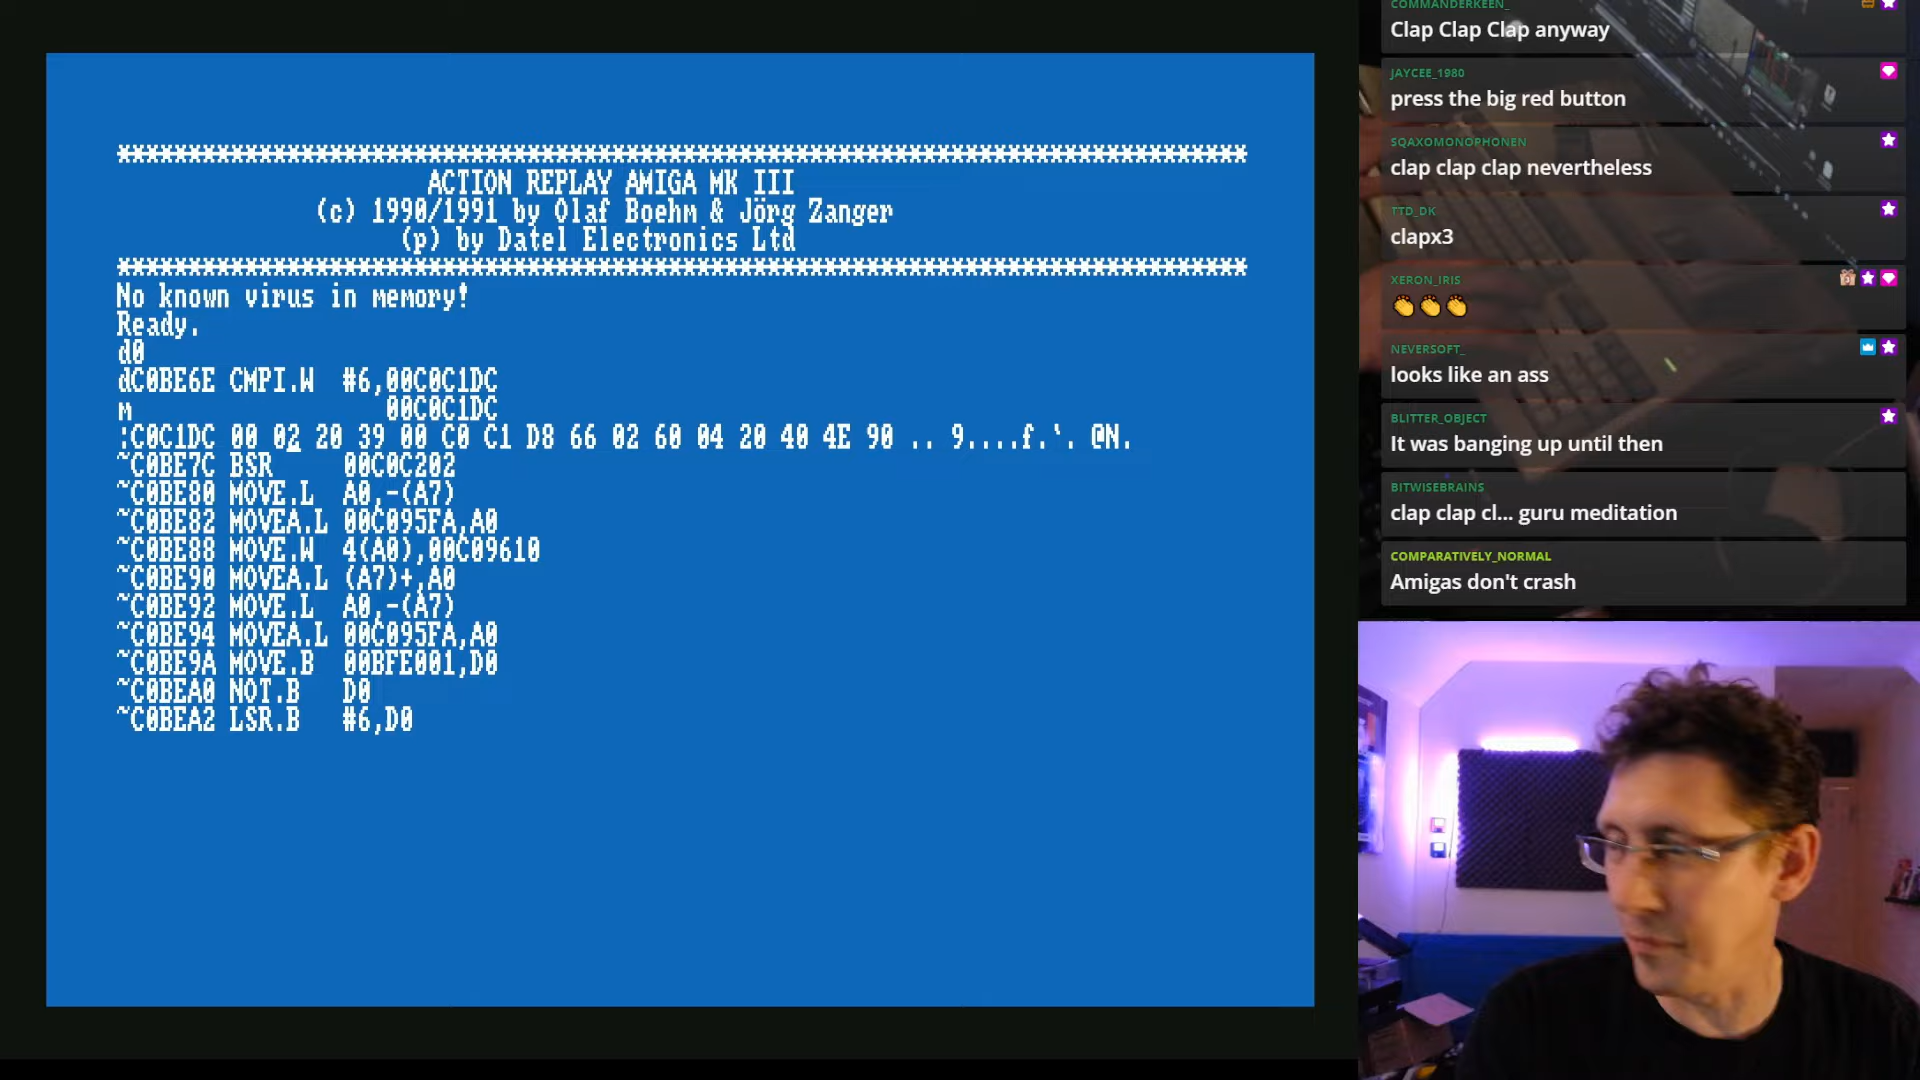 ********************************************************************************
ACTION REPLAY AMIGA MK III
(c) 1990/1991 by Olaf Boehm & Jörg Zanger
(p) by Datel Electronics Ltd
********************************************************************************
No known virus in memory!
Ready.
d0
dC0BE6E CMPI.W #6,00C0C1DC
m 00C0C1DC
:C0C1DC 00 02 20 39 00 C0 C1 D8 66 02 60 04 20 40 4E 90 .. 9....f.`. @N.
~C0BE7C BSR 00C0C202
~C0BE80 MOVE.L A0,-(A7)
~C0BE82 MOVEA.L 00C095FA,A0
~C0BE88 MOVE.W 4(A0),00C09610
~C0BE90 MOVEA.L (A7)+,A0
~C0BE92 MOVE.L A0,-(A7)
~C0BE94 MOVEA.L 00C095FA,A0
~C0BE9A MOVE.B 00BFE001,D0
~C0BEA0 NOT.B D0
~C0BEA2 LSR.B #6,D0
COMMANDERKEEN_
Clap Clap Clap anyway
JAYCEE_1980
press the big red button
SQAXOMONOPHONEN
clap clap clap nevertheless
TTD_DK
clapx3
XERON_IRIS
👏👏👏
NEVERSOFT_
looks like an ass
BLITTER_OBJECT
It was banging up until then
BITWISEBRAINS
clap clap cl... guru meditation
COMPARATIVELY_NORMAL
Amigas don't crash